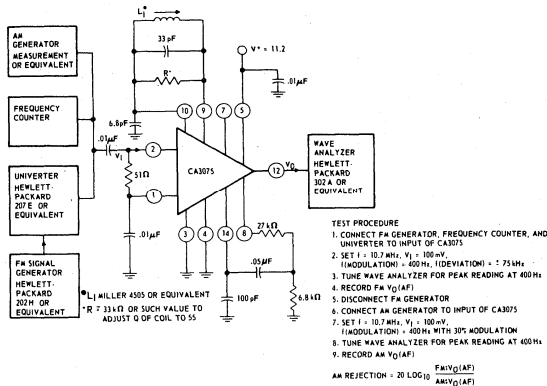 AM
GENERATOR
MEASUREMENT
OR EQUIVALENT
FREQUENCY
COUNTER
UNIVERTER
HEWLETT-
PACKARD
207 E OR
EQUIVALENT
FM SIGNAL
GENERATOR
HEWLETT-
PACKARD
202 H OR
EQUIVALENT
L₁*
33 pF
R*
V+ = 11.2
.01µF
6.8pF
10
9
7
5
.01µF
V₁
2
51Ω
1
CA3075
12
V₀
WAVE
ANALYZER
HEWLETT-
PACKARD
302 A OR
EQUIVALENT
.01µF
3
4
14
8
27 kΩ
.05µF
100 pF
6.8 kΩ
•L₁ MILLER 4505 OR EQUIVALENT
*R = 33 kΩ OR SUCH VALUE TO
ADJUST Q OF COIL TO 55
TEST PROCEDURE
1. CONNECT FM GENERATOR, FREQUENCY COUNTER, AND
UNIVERTER TO INPUT OF CA3075
2. SET f = 10.7 MHz, V₁ = 100 mV,
f(MODULATION) = 400 Hz, f(DEVIATION) = ± 75 kHz
3. TUNE WAVE ANALYZER FOR PEAK READING AT 400 Hz
4. RECORD FM V₀(AF)
5. DISCONNECT FM GENERATOR
6. CONNECT AM GENERATOR TO INPUT OF CA3075
7. SET f = 10.7 MHz, V₁ = 100 mV,
f(MODULATION) = 400 Hz WITH 30% MODULATION
8. TUNE WAVE ANALYZER FOR PEAK READING AT 400 Hz
9. RECORD AM V₀(AF)
AM REJECTION = 20 LOG₁₀ FM:V₀(AF)
AM:V₀(AF)